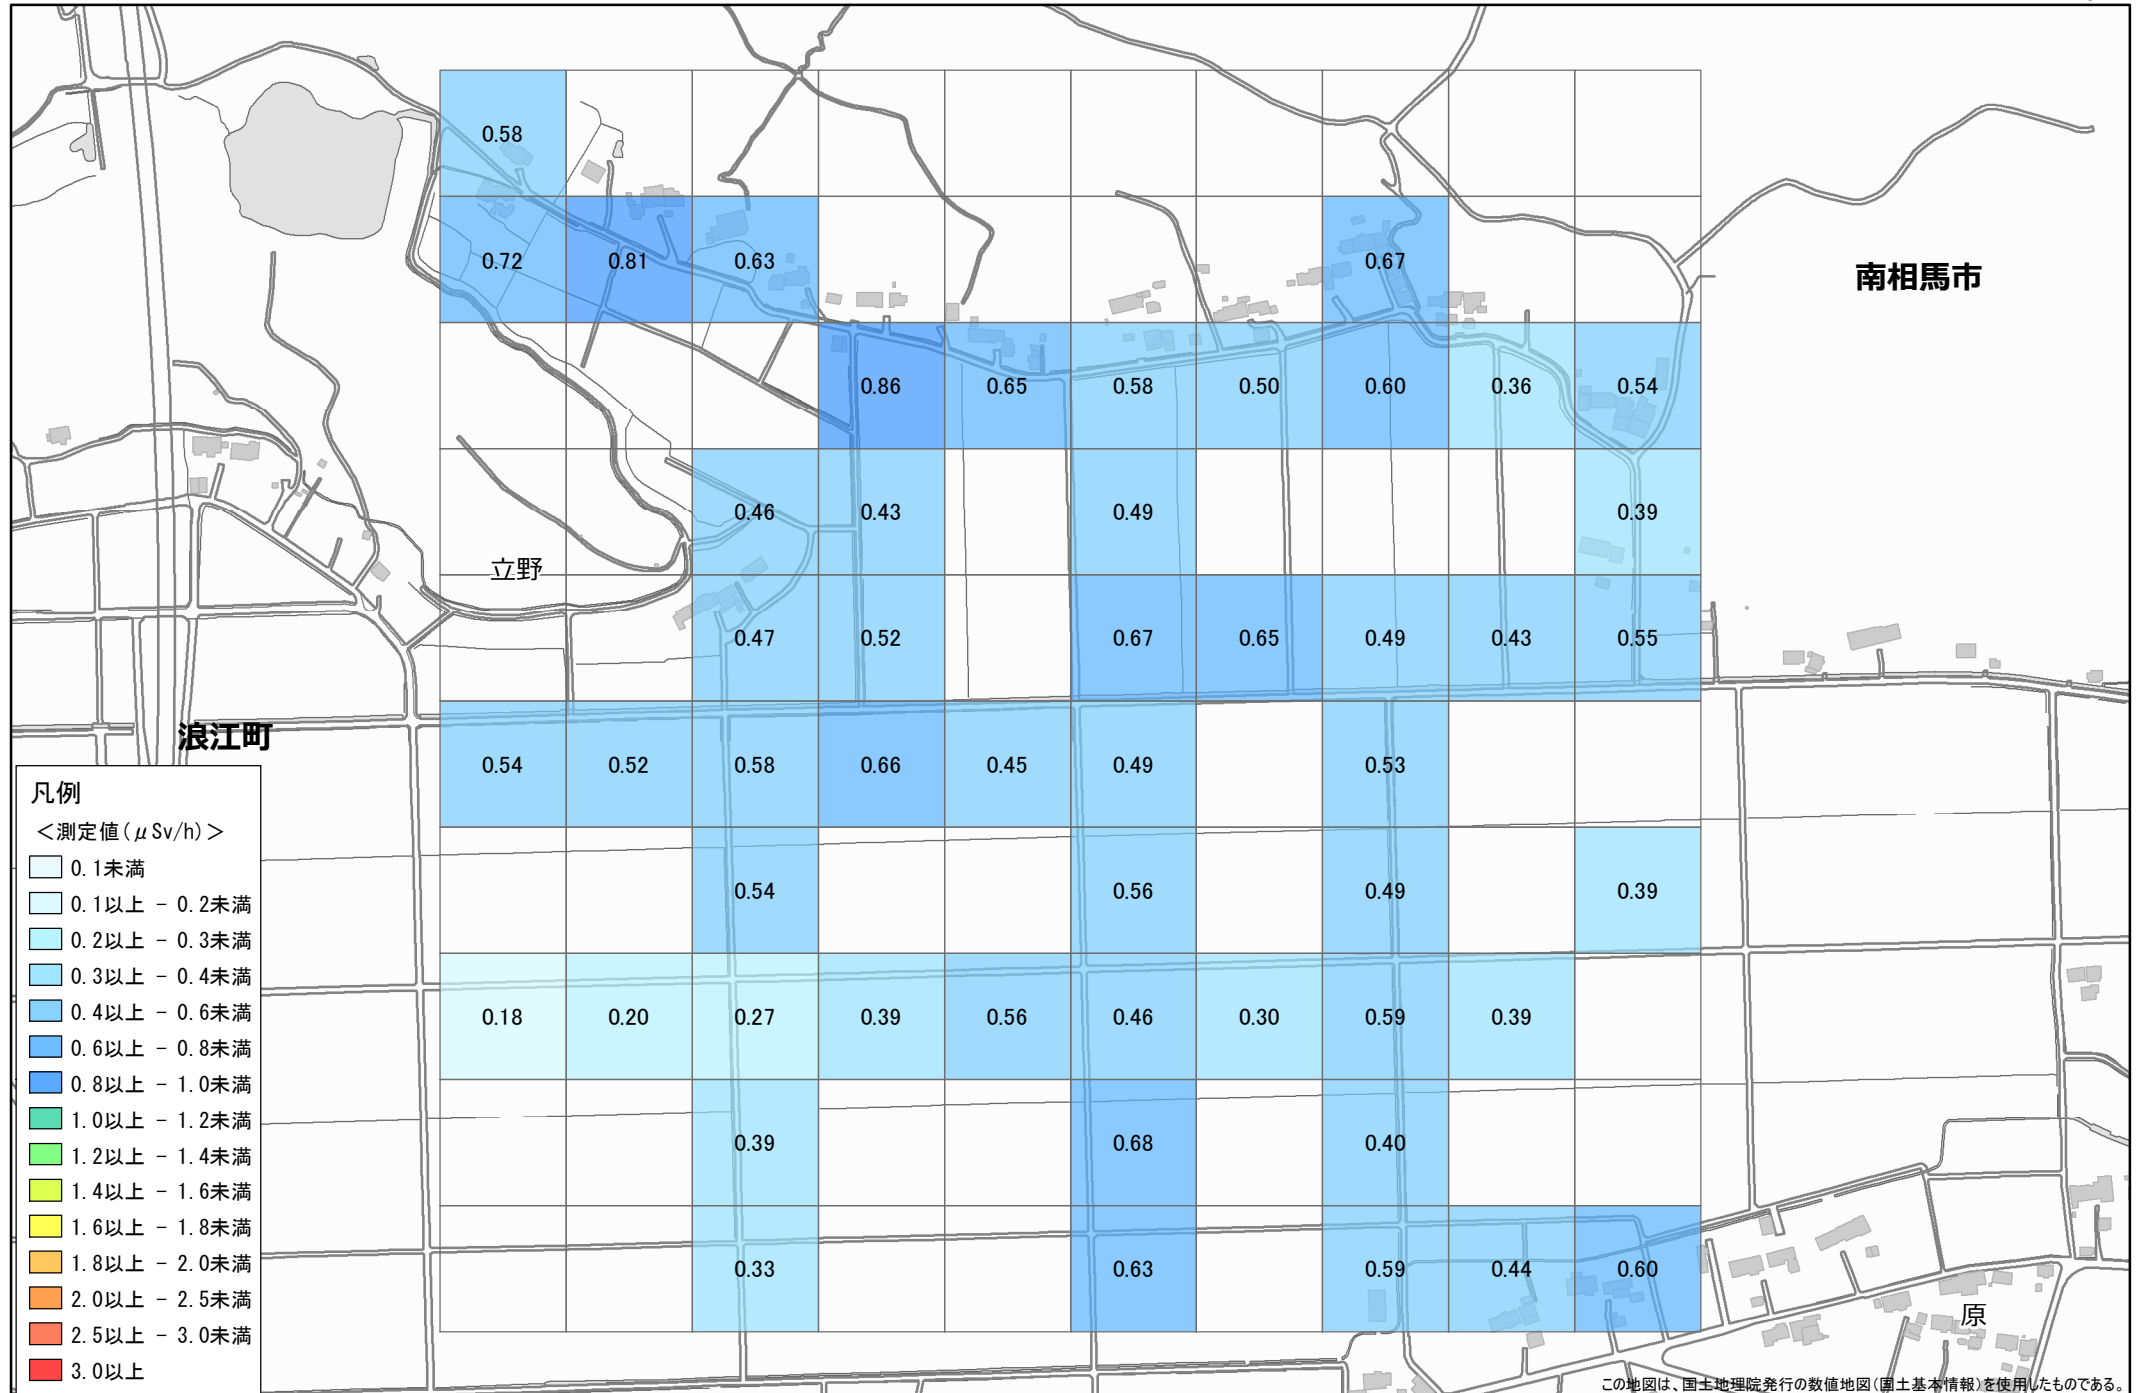 0.58
0.72 0.81 0.63 0.67
南相馬市
0.86 0.65 0.58 0.50 0.60 0.36 0.54
0.46 0.43 0.49 0.39
立野
0.47 0.52 0.67 0.65 0.49 0.43 0.55
浪江町
0.54 0.52 0.58 0.66 0.45 0.49 0.53
0.54 0.56 0.49 0.39
0.18 0.20 0.27 0.39 0.56 0.46 0.30 0.59 0.39
0.39 0.68 0.40
0.33 0.63 0.59 0.44 0.60
原
凡例
＜測定値(μSv/h)＞
0.1未満
0.1以上 - 0.2未満
0.2以上 - 0.3未満
0.3以上 - 0.4未満
0.4以上 - 0.6未満
0.6以上 - 0.8未満
0.8以上 - 1.0未満
1.0以上 - 1.2未満
1.2以上 - 1.4未満
1.4以上 - 1.6未満
1.6以上 - 1.8未満
1.8以上 - 2.0未満
2.0以上 - 2.5未満
2.5以上 - 3.0未満
3.0以上
この地図は、国土地理院発行の数値地図(国土基本情報)を使用したものである。